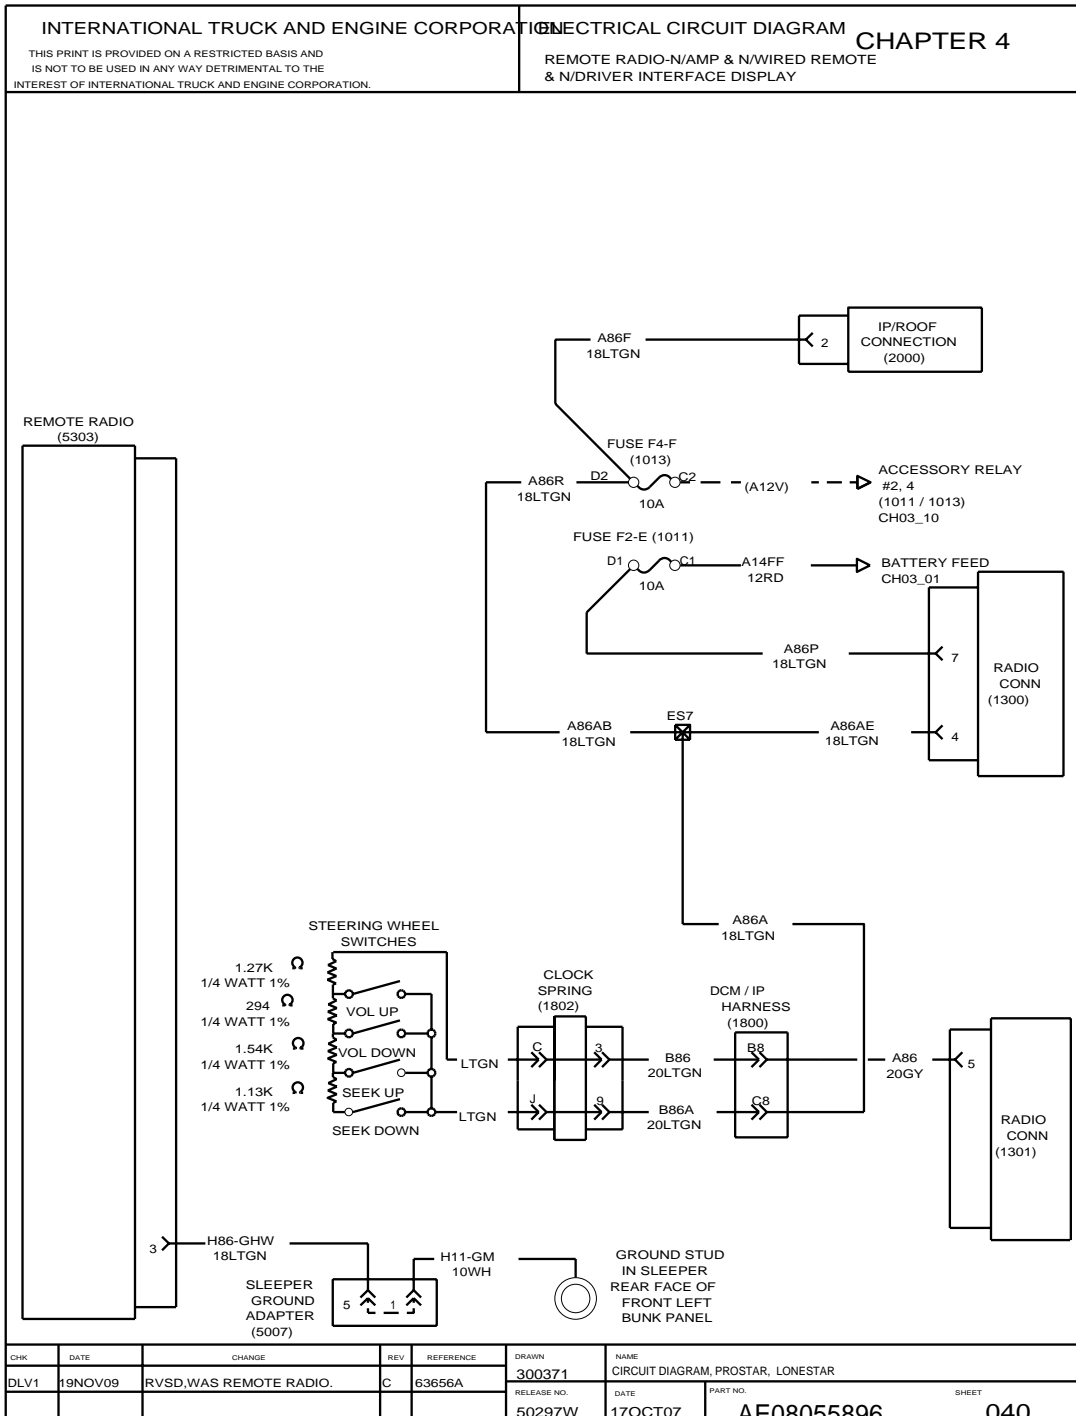 INTERNATIONAL TRUCK AND ENGINE CORPORATION
THIS PRINT IS PROVIDED ON A RESTRICTED BASIS AND
IS NOT TO BE USED IN ANY WAY DETRIMENTAL TO THE
INTEREST OF INTERNATIONAL TRUCK AND ENGINE CORPORATION.
ELECTRICAL CIRCUIT DIAGRAM
CHAPTER 4
REMOTE RADIO-N/AMP & N/WIRED REMOTE
& N/DRIVER INTERFACE DISPLAY
A86F
18LTGN
2
IP/ROOF
CONNECTION
(2000)
REMOTE RADIO
(5303)
FUSE F4-F
(1013)
A86R
18LTGN
D2
C2
10A
(A12V)
ACCESSORY RELAY
#2, 4
(1011 / 1013)
CH03_10
FUSE F2-E (1011)
D1
C1
10A
A14FF
12RD
BATTERY FEED
CH03_01
A86P
18LTGN
7
RADIO
CONN
(1300)
A86AB
18LTGN
ES7
A86AE
18LTGN
4
A86A
18LTGN
STEERING WHEEL
SWITCHES
1.27K Ω
1/4 WATT 1%
294 Ω
1/4 WATT 1%
1.54K Ω
1/4 WATT 1%
1.13K Ω
1/4 WATT 1%
VOL UP
VOL DOWN
SEEK UP
SEEK DOWN
LTGN
LTGN
CLOCK
SPRING
(1802)
C
3
J
9
B86
20LTGN
B86A
20LTGN
DCM / IP
HARNESS
(1800)
B8
C8
A86
20GY
5
RADIO
CONN
(1301)
3
H86-GHW
18LTGN
SLEEPER
GROUND
ADAPTER
(5007)
5
1
H11-GM
10WH
GROUND STUD
IN SLEEPER
REAR FACE OF
FRONT LEFT
BUNK PANEL
CHK DATE CHANGE REV REFERENCE
DLV1 19NOV09 RVSD,WAS REMOTE RADIO. C 63656A
DRAWN
300371
NAME
CIRCUIT DIAGRAM, PROSTAR, LONESTAR
RELEASE NO.
50297W
DATE
17OCT07
PART NO.
AE08055896
SHEET
040